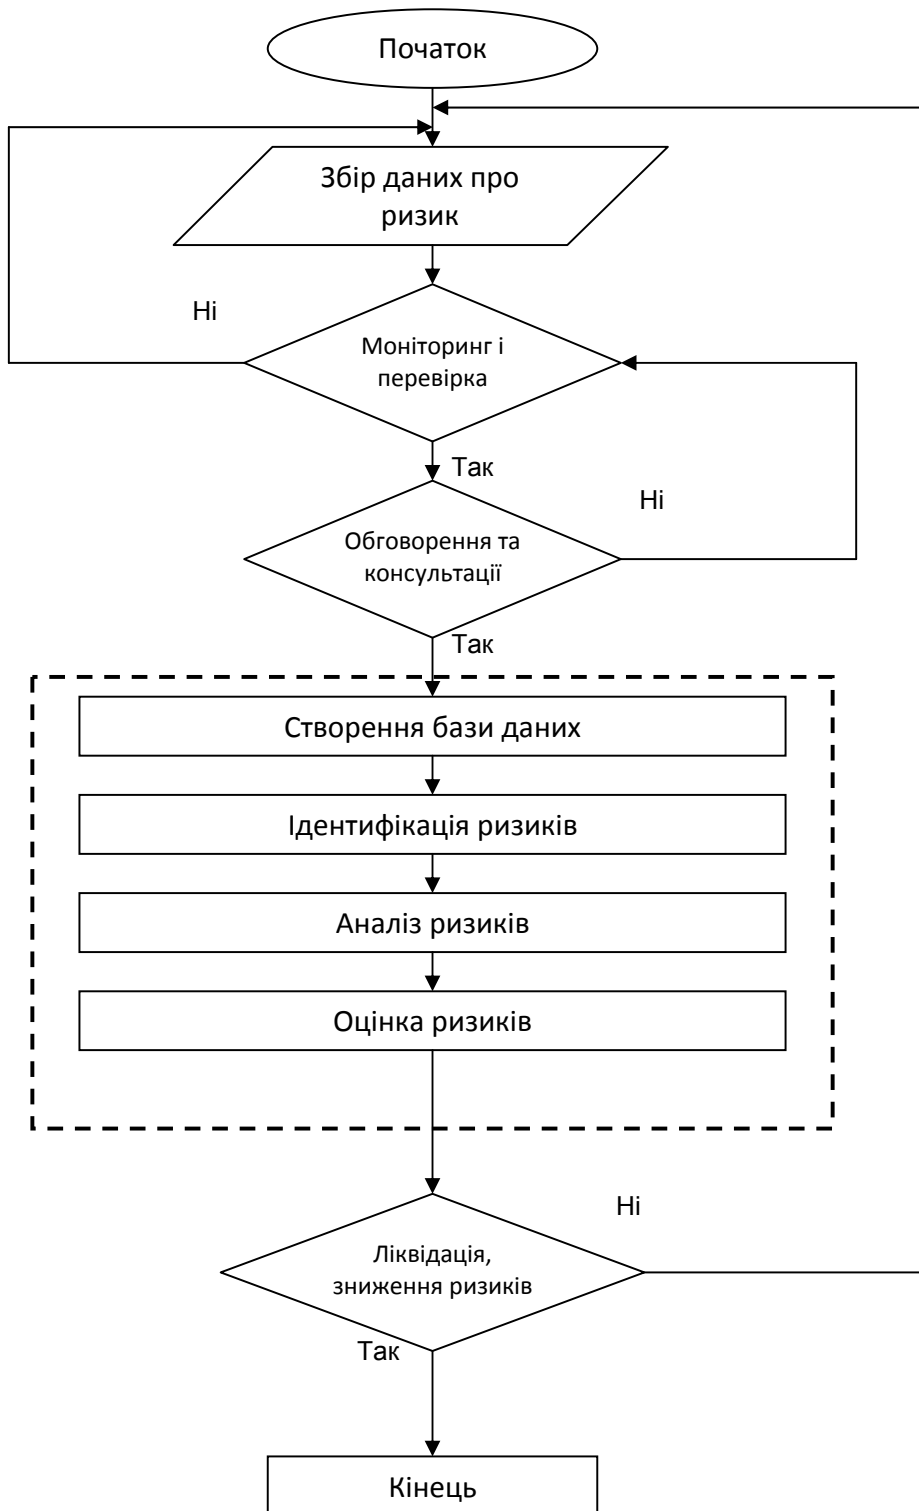 Початок
Збір даних про
ризик
Ні
Моніторинг і
перевірка
Так
Ні
Обговорення та
консультації
Так
Створення бази даних
Ідентифікація ризиків
Аналіз ризиків
Оцінка ризиків
Ні
Ліквідація,
зниження ризиків
Так
Кінець